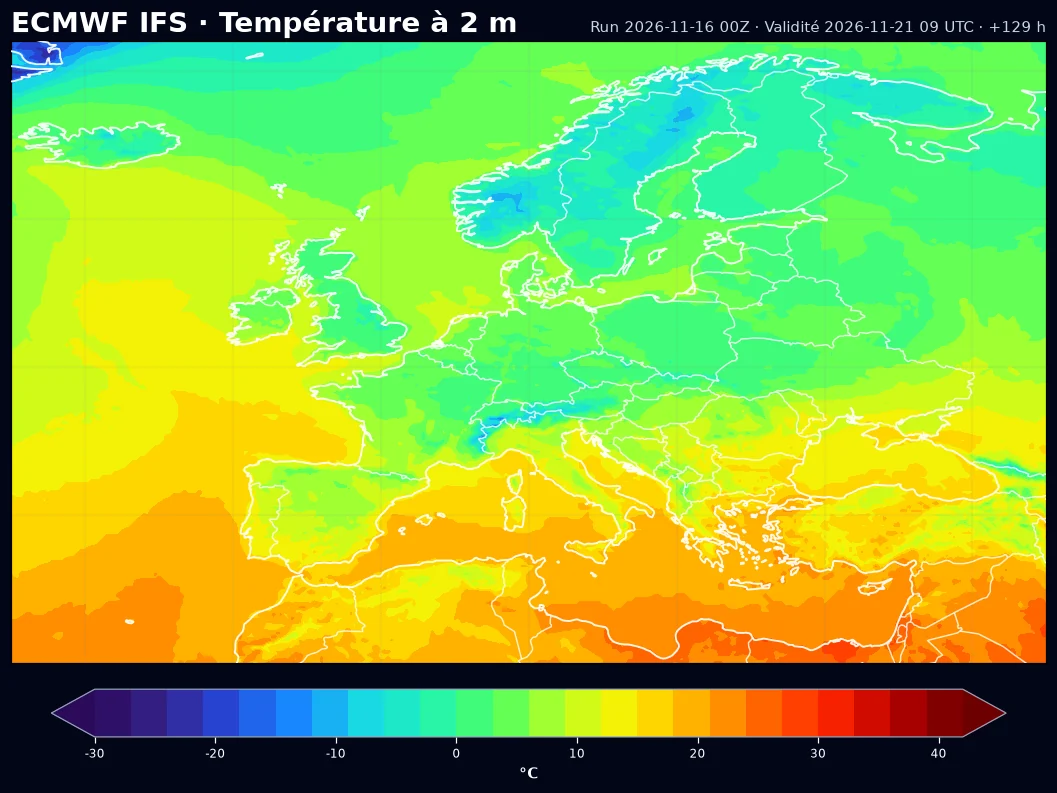 ECMWF IFS · Température à 2 m
Run 2026-11-16 00Z · Validité 2026-11-21 09 UTC · +129 h
-30 -20 -10 0 10 20 30 40
°C